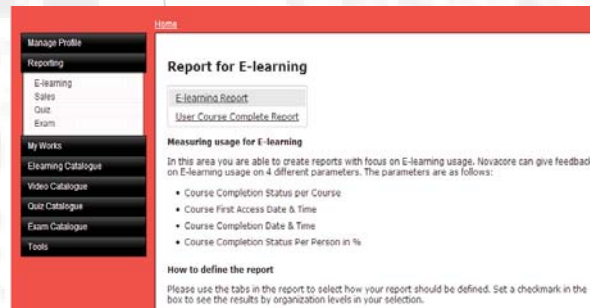 Home
Manage Profile
Reporting
E-learning
Sales
Quiz
Exam
My Works
Elearning Catalogue
Video Catalogue
Quiz Catalogue
Exam Catalogue
Tools
Report for E-learning
E-learning Report
User Course Complete Report
Measuring usage for E-learning
In this area you are able to create reports with focus on E-learning usage. Novacore can give feedback
on E-learning usage on 4 different parameters. The parameters are as follows:
• Course Completion Status per Course
• Course First Access Date & Time
• Course Completion Date & Time
• Course Completion Status Per Person in %
How to define the report
Please use the tabs in the report to select how your report should be defined. Set a checkmark in the
box to see the results by organization levels in your selection.